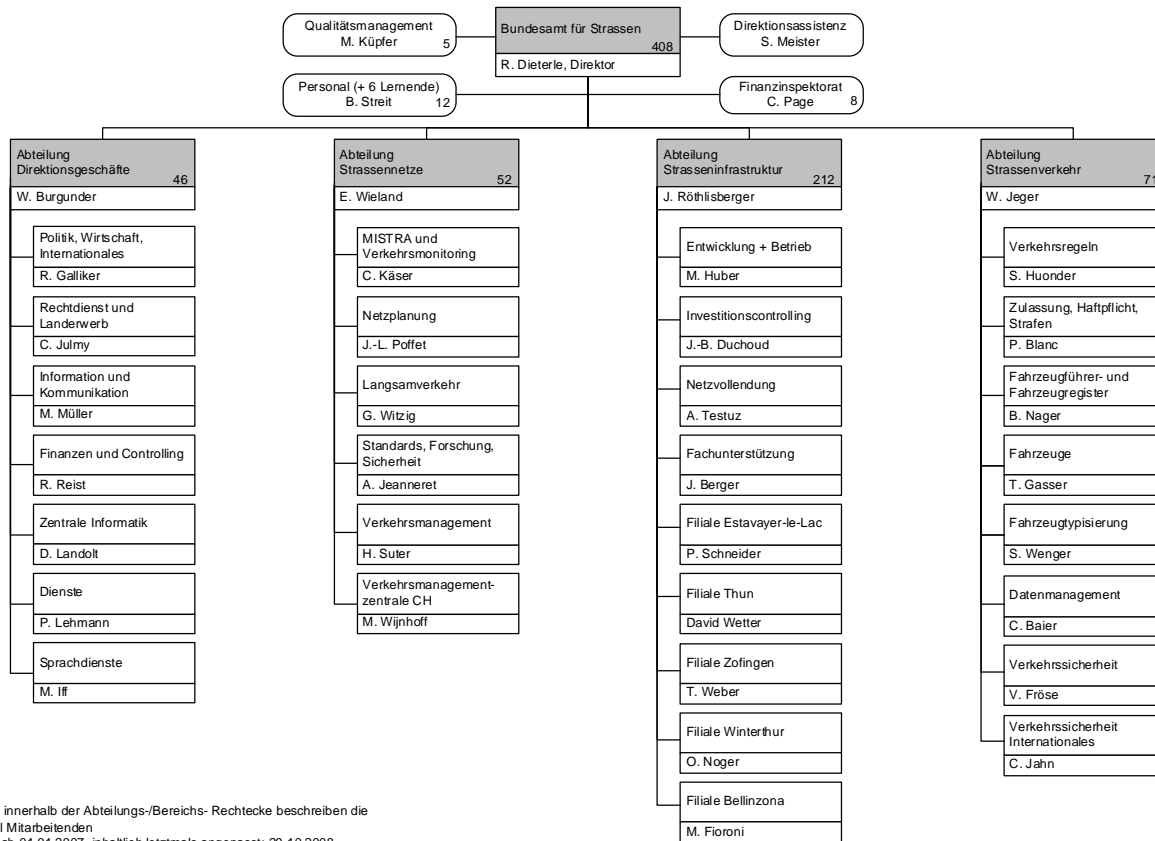 Qualitätsmanagement
M. Küpfer 5
Bundesamt für Strassen
408
R. Dieterle, Direktor
Direktionsassistenz
S. Meister
Personal (+ 6 Lernende)
B. Streit 12
Finanzinspektorat
C. Page 8
Abteilung
Direktionsgeschäfte
46
W. Burgunder
Politik, Wirtschaft,
Internationales
R. Galliker
Rechtdienst und
Landerwerb
C. Julmy
Information und
Kommunikation
M. Müller
Finanzen und Controlling
R. Reist
Zentrale Informatik
D. Landolt
Dienste
P. Lehmann
Sprachdienste
M. Iff
Abteilung
Strassennetze
52
E. Wieland
MISTRA und
Verkehrsmonitoring
C. Käser
Netzplanung
J.-L. Poffet
Langsamverkehr
G. Witzig
Standards, Forschung,
Sicherheit
A. Jeanneret
Verkehrsmanagement
H. Suter
Verkehrsmanagement-
zentrale CH
M. Wijnhoff
Abteilung
Strasseninfrastruktur
212
J. Röthlisberger
Entwicklung + Betrieb
M. Huber
Investitionscontrolling
J.-B. Duchoud
Netzvollendung
A. Testuz
Fachunterstützung
J. Berger
Filiale Estavayer-le-Lac
P. Schneider
Filiale Thun
David Wetter
Filiale Zofingen
T. Weber
Filiale Winterthur
O. Noger
Filiale Bellinzona
M. Fioroni
Abteilung
Strassenverkehr
71
W. Jeger
Verkehrsregeln
S. Huonder
Zulassung, Haftpflicht,
Strafen
P. Blanc
Fahrzeugführer- und
Fahrzeugregister
B. Nager
Fahrzeuge
T. Gasser
Fahrzeugtypisierung
S. Wenger
Datenmanagement
C. Baier
Verkehrssicherheit
V. Fröse
Verkehrssicherheit
Internationales
C. Jahn
innerhalb der Abteilungs-/Bereichs- Rechtecke beschreiben die
l Mitarbeitenden